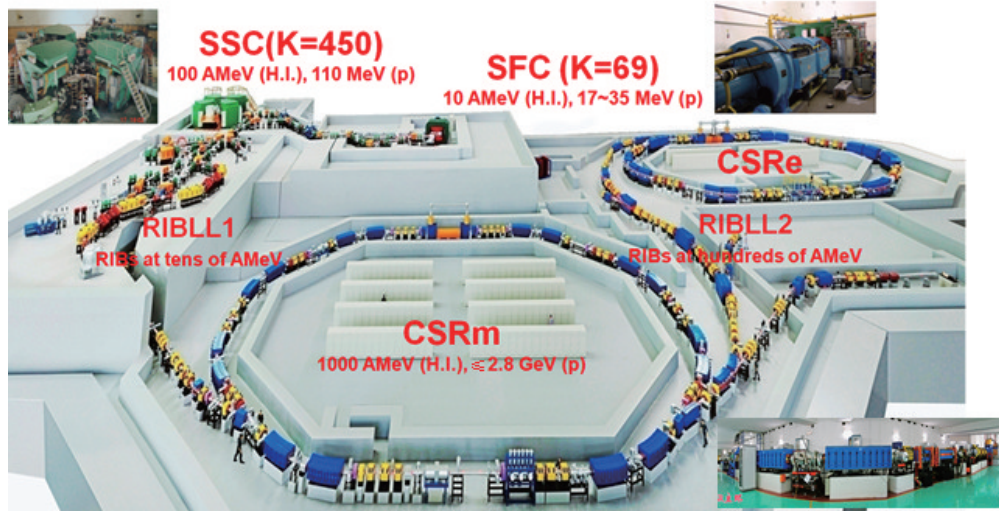 SSC(K=450)
100 AMeV (H.I.), 110 MeV (p)
SFC (K=69)
10 AMeV (H.I.), 17~35 MeV (p)
CSRe
RIBLL1
RIBs at tens of AMeV
RIBLL2
RIBs at hundreds of AMeV
CSRm
1000 AMeV (H.I.), ≤ 2.8 GeV (p)